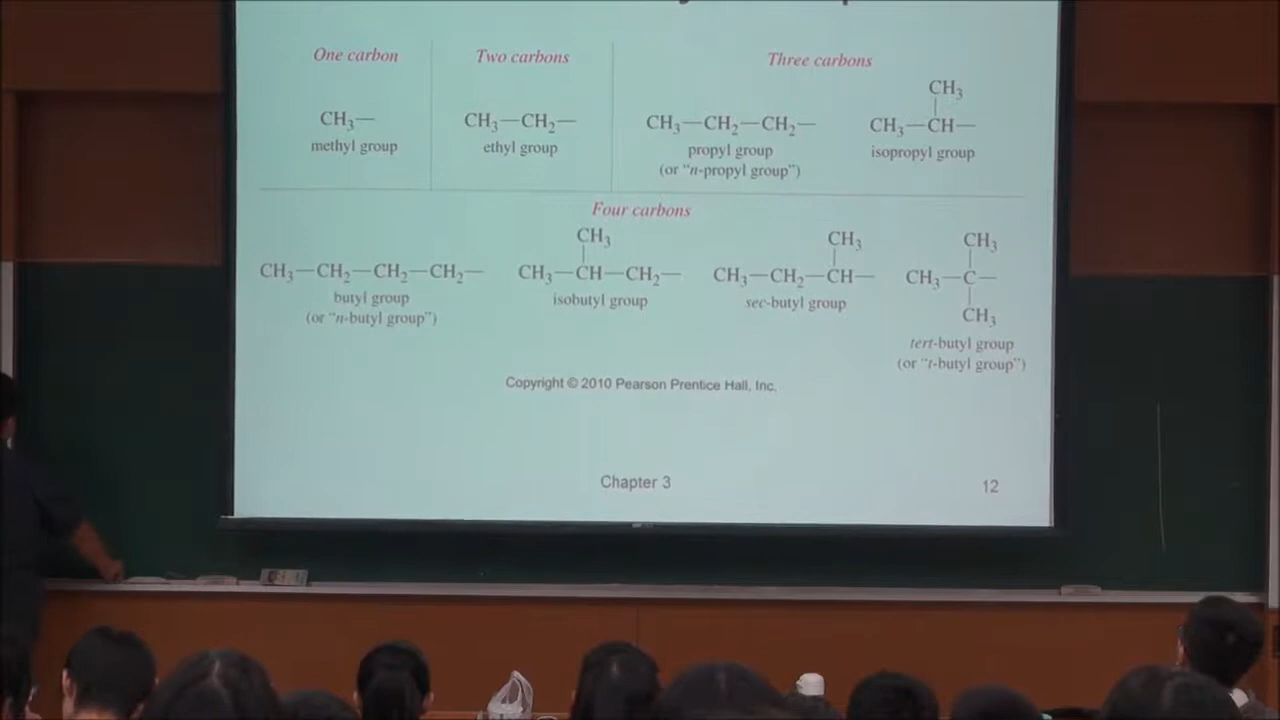 One carbon
Two carbons
Three carbons
CH3
CH3—
CH3—CH2—
CH3—CH2—CH2—
CH3—CH—
methyl group
ethyl group
propyl group
(or "n-propyl group")
isopropyl group
Four carbons
CH3
CH3
CH3
CH3—CH2—CH2—CH2—
CH3—CH—CH2—
CH3—CH2—CH—
CH3—C—
CH3
butyl group
(or "n-butyl group")
isobutyl group
sec-butyl group
tert-butyl group
(or "t-butyl group")
Copyright © 2010 Pearson Prentice Hall, Inc.
Chapter 3
12